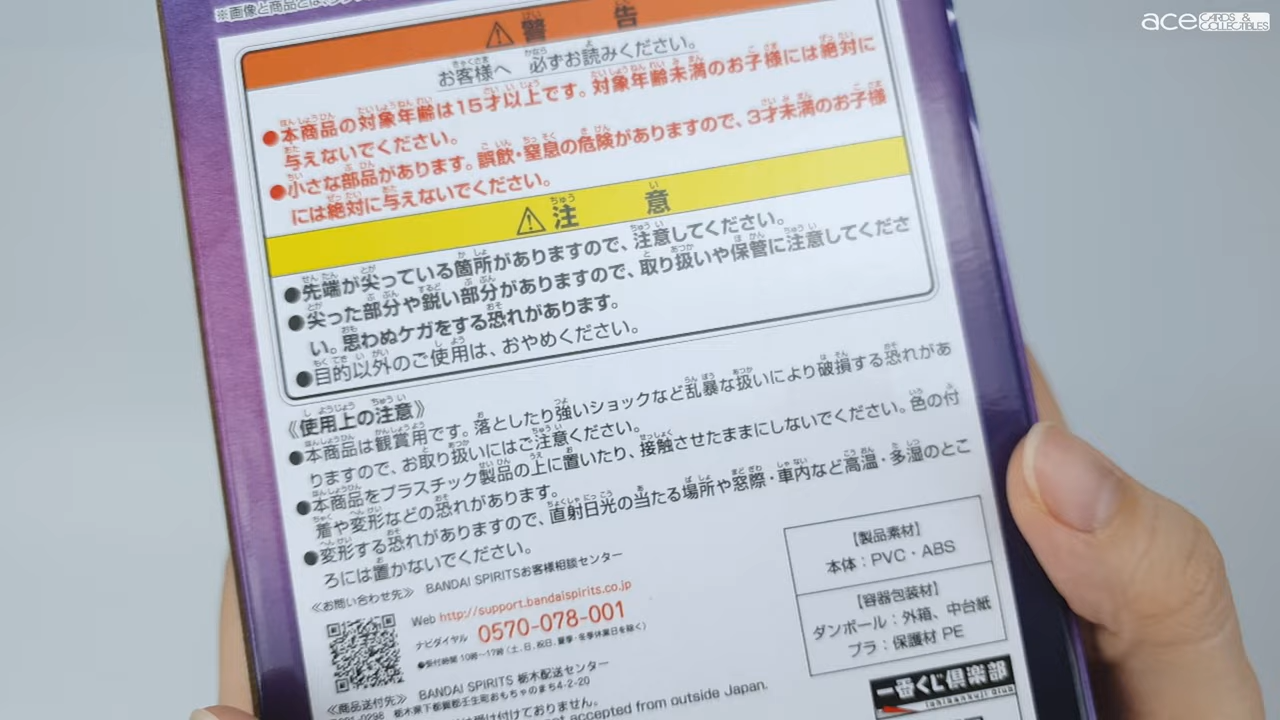 ace CARDS & COLLECTIBLES
※画像と商品とは、
⚠警告
お客様へ 必ずお読みください。
●本商品の対象年齢は15才以上です。対象年齢未満のお子様には絶対に
与えないでください。
●小さな部品があります。誤飲・窒息の危険がありますので、3才未満のお子様
には絶対に与えないでください。
⚠注意
●先端が尖っている箇所がありますので、注意してください。
●尖った部分や鋭い部分がありますので、取り扱いや保管に注意してくださ
い。思わぬケガをする恐れがあります。
●目的以外のご使用は、おやめください。
《使用上の注意》
●本商品は観賞用です。落としたり強いショックなど乱暴な扱いにより破損する恐れがあ
りますので、お取り扱いにはご注意ください。
●本商品をプラスチック製品の上に置いたり、接触させたままにしないでください。色の付
着や変形などの恐れがあります。
●変形する恐れがありますので、直射日光の当たる場所や窓際・車内など高温・多湿のとこ
ろには置かないでください。
《お問い合わせ先》 BANDAI SPIRITSお客様相談センター
Web http://support.bandaispirits.co.jp
ナビダイヤル 0570-078-001
●受付時間 10時～17時(土、日、祝日、夏季・冬季休業日を除く)
《商品送付先》 BANDAI SPIRITS 栃木配送センター
栃木県下都賀郡壬生町おもちゃのまち4-2-20
は受け付けておりません。
accepted from outside Japan.
【製品素材】
本体：PVC・ABS
【容器包装材】
ダンボール：外箱、中台紙
プラ：保護材 PE
一番くじ倶楽部
Ichibankuji Club